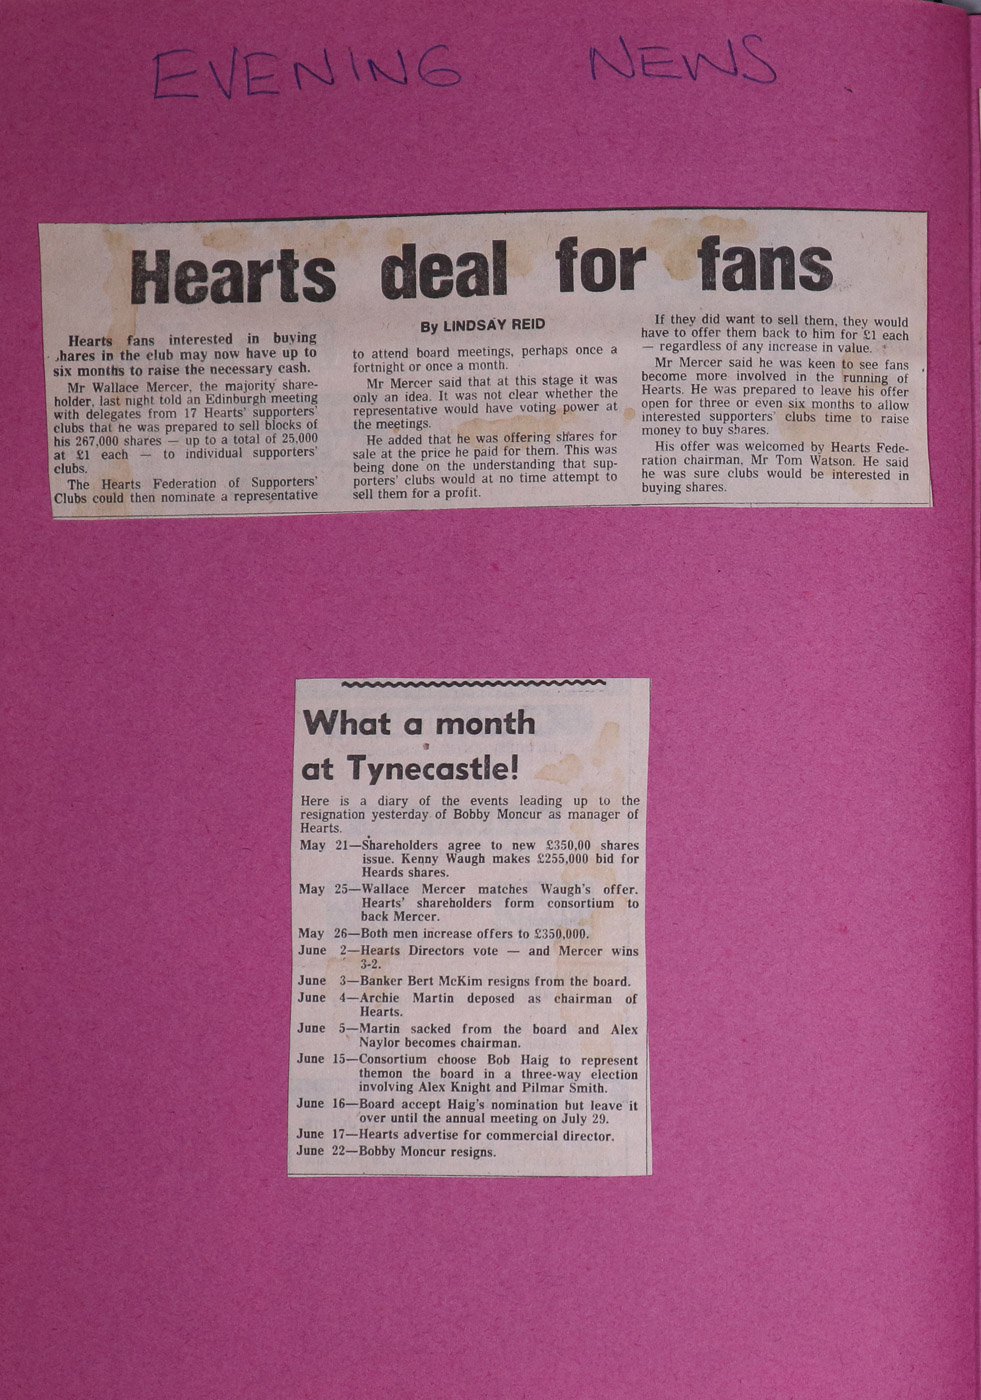 EVENING NEWS
Hearts deal for fans
Hearts fans interested in buying
shares in the club may now have up to
six months to raise the necessary cash.
Mr Wallace Mercer, the majority share-
holder, last night told an Edinburgh meeting
with delegates from 17 Hearts' supporters'
clubs that he was prepared to sell blocks of
his 267,000 shares — up to a total of 25,000
at £1 each — to individual supporters'
clubs.
The Hearts Federation of Supporters'
Clubs could then nominate a representative
By LINDSAY REID
to attend board meetings, perhaps once a
fortnight or once a month.
Mr Mercer said that at this stage it was
only an idea. It was not clear whether the
representative would have voting power at
the meetings.
He added that he was offering shares for
sale at the price he paid for them. This was
being done on the understanding that sup-
porters' clubs would at no time attempt to
sell them for a profit.
If they did want to sell them, they would
have to offer them back to him for £1 each
— regardless of any increase in value.
Mr Mercer said he was keen to see fans
become more involved in the running of
Hearts. He was prepared to leave his offer
open for three or even six months to allow
interested supporters' clubs time to raise
money to buy shares.
His offer was welcomed by Hearts Fede-
ration chairman, Mr Tom Watson. He said
he was sure clubs would be interested in
buying shares.
What a month
at Tynecastle!
Here is a diary of the events leading up to the
resignation yesterday of Bobby Moncur as manager of
Hearts.
May 21—Shareholders agree to new £350,00 shares
issue. Kenny Waugh makes £255,000 bid for
Heards shares.
May 25—Wallace Mercer matches Waugh's offer.
Hearts' shareholders form consortium to
back Mercer.
May 26—Both men increase offers to £350,000.
June 2—Hearts Directors vote — and Mercer wins
3-2.
June 3—Banker Bert McKim resigns from the board.
June 4—Archie Martin deposed as chairman of
Hearts.
June 5—Martin sacked from the board and Alex
Naylor becomes chairman.
June 15—Consortium choose Bob Haig to represent
themon the board in a three-way election
involving Alex Knight and Pilmar Smith.
June 16—Board accept Haig's nomination but leave it
over until the annual meeting on July 29.
June 17—Hearts advertise for commercial director.
June 22—Bobby Moncur resigns.